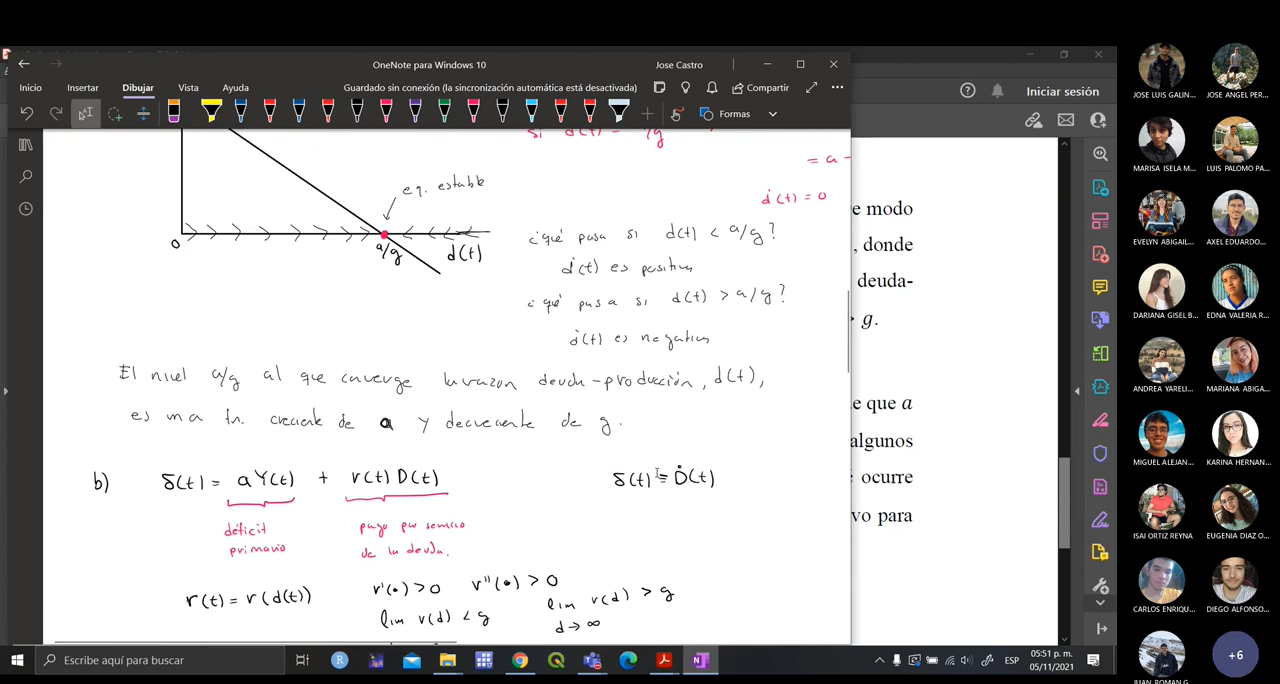 OneNote para Windows 10
Jose Castro
Inicio Insertar Dibujar Vista Ayuda
Guardado sin conexión (la sincronización automática está desactivada)
Compartir
Formas
Iniciar sesión
= a -
ḋ(t) = 0
eq. estable
0
a/g
d(t)
¿qué pasa si d(t) < a/g?
ḋ(t) es positiva
¿qué pasa si d(t) > a/g?
ḋ(t) es negativa
El nivel a/g al que converge la razón deuda-producción, d(t),
es una fn. creciente de a y decreciente de g.
b) δ(t) = aY(t) + r(t) D(t)
δ(t) = Ḋ(t)
déficit
primario
pago por servicio
de la deuda.
r(t) = r(d(t))
r'(•) > 0 r''(•) > 0
lim r(d) < g
lim r(d) > g
d → ∞
e modo
, donde
deuda-
> g.
e que a
algunos
ocurre
vo para
JOSE LUIS GALIN...
JOSE ANGEL PER...
MARISA ISELA M...
LUIS PALOMO PA...
EVELYN ABIGAIL...
AXEL EDUARDO...
DARIANA GISEL B...
EDNA VALERIA R...
ANDREA YARELI...
MARIANA ABIGA...
MIGUEL ALEJAN...
KARINA HERNAN...
ISAI ORTIZ REYNA
EUGENIA DIAZ O...
CARLOS ENRIQU...
DIEGO ALFONSO...
JUAN ROMAN G...
+6
Escribe aquí para buscar
ESP
05:51 p. m.
05/11/2021